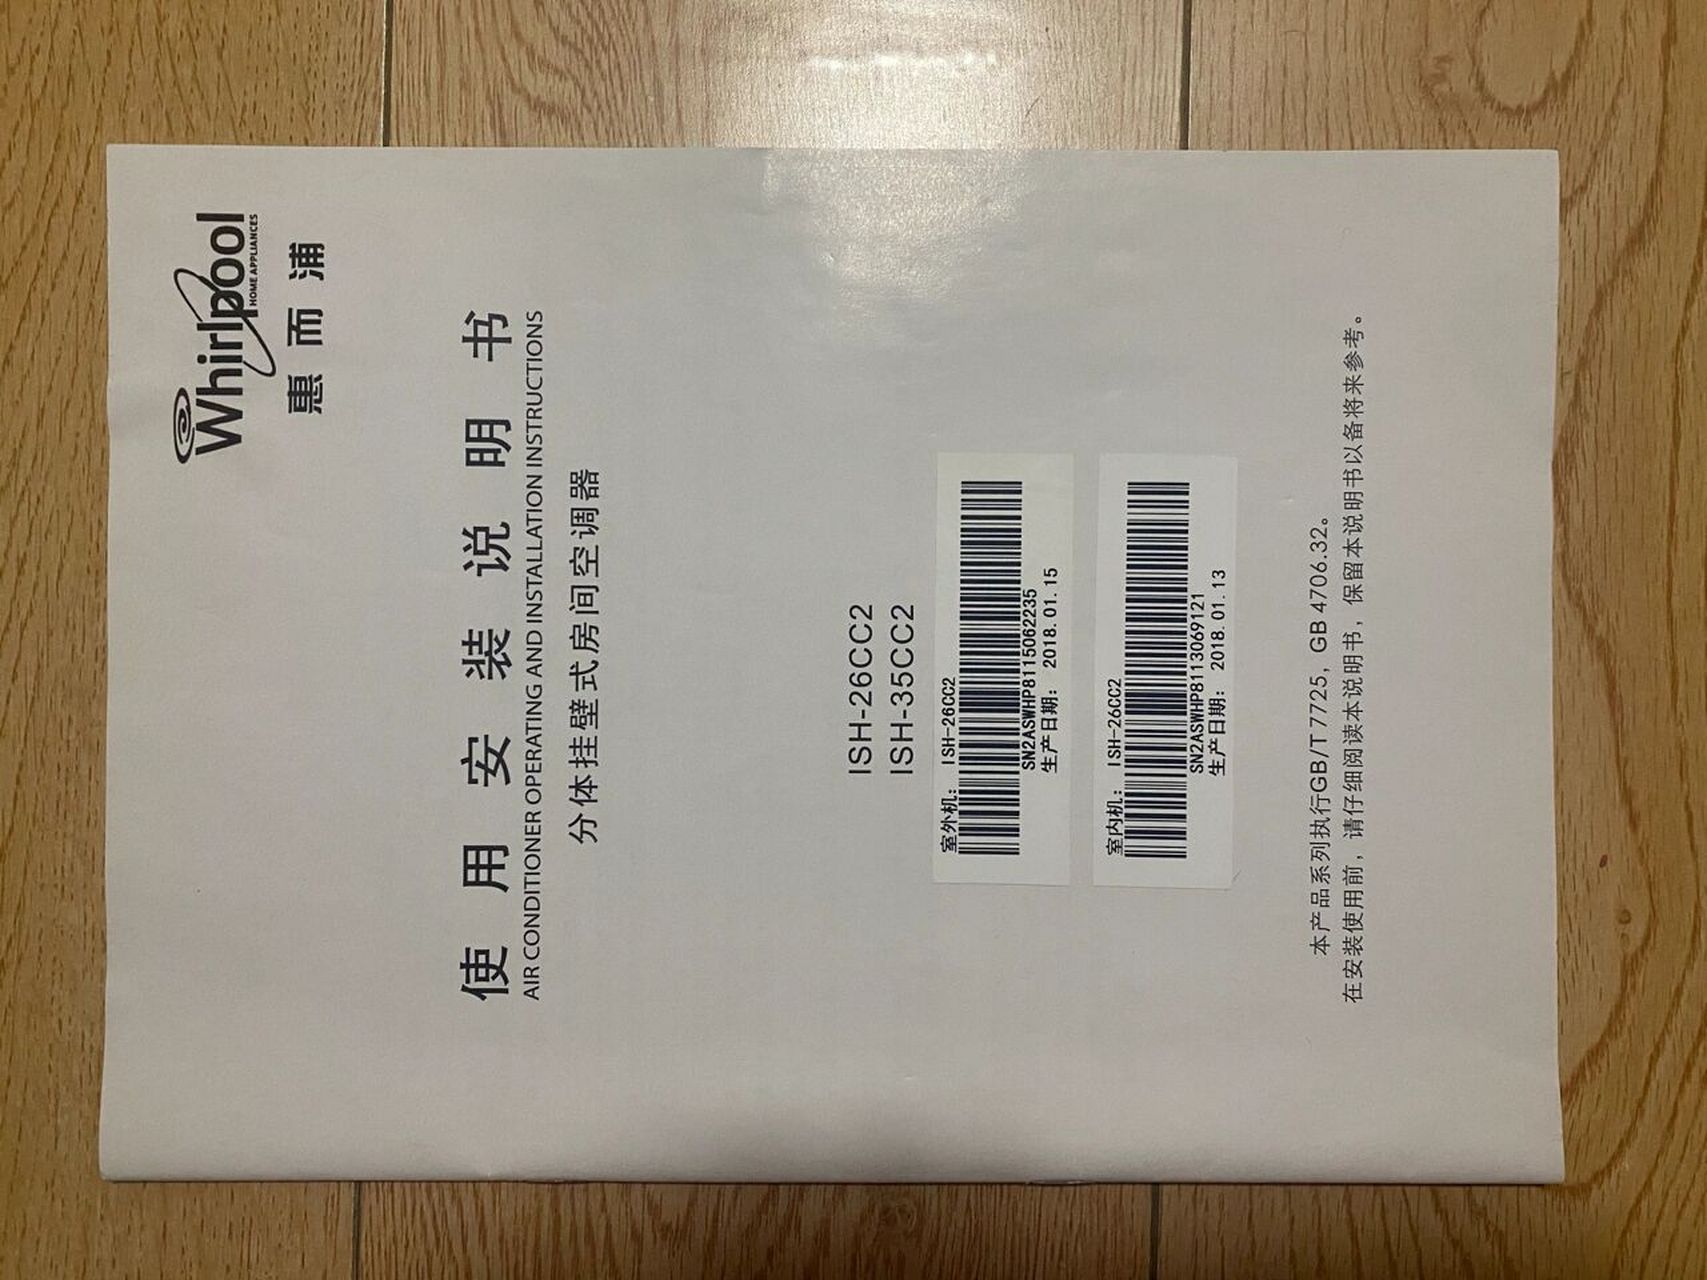 Whirlpool
HOME APPLIANCES
惠而浦
使用安装说明书
AIR CONDITIONER OPERATING AND INSTALLATION INSTRUCTIONS
分体挂壁式房间空调器
ISH-26CC2
ISH-35CC2
室外机： ISH-26CC2
SN2ASWHP8115062235
生产日期： 2018.01.15
室内机： ISH-26CC2
SN2ASWHP8113069121
生产日期： 2018.01.13
本产品系列执行GB/T 7725，GB 4706.32。
在安装使用前，请仔细阅读本说明书，保留本说明书以备将来参考。